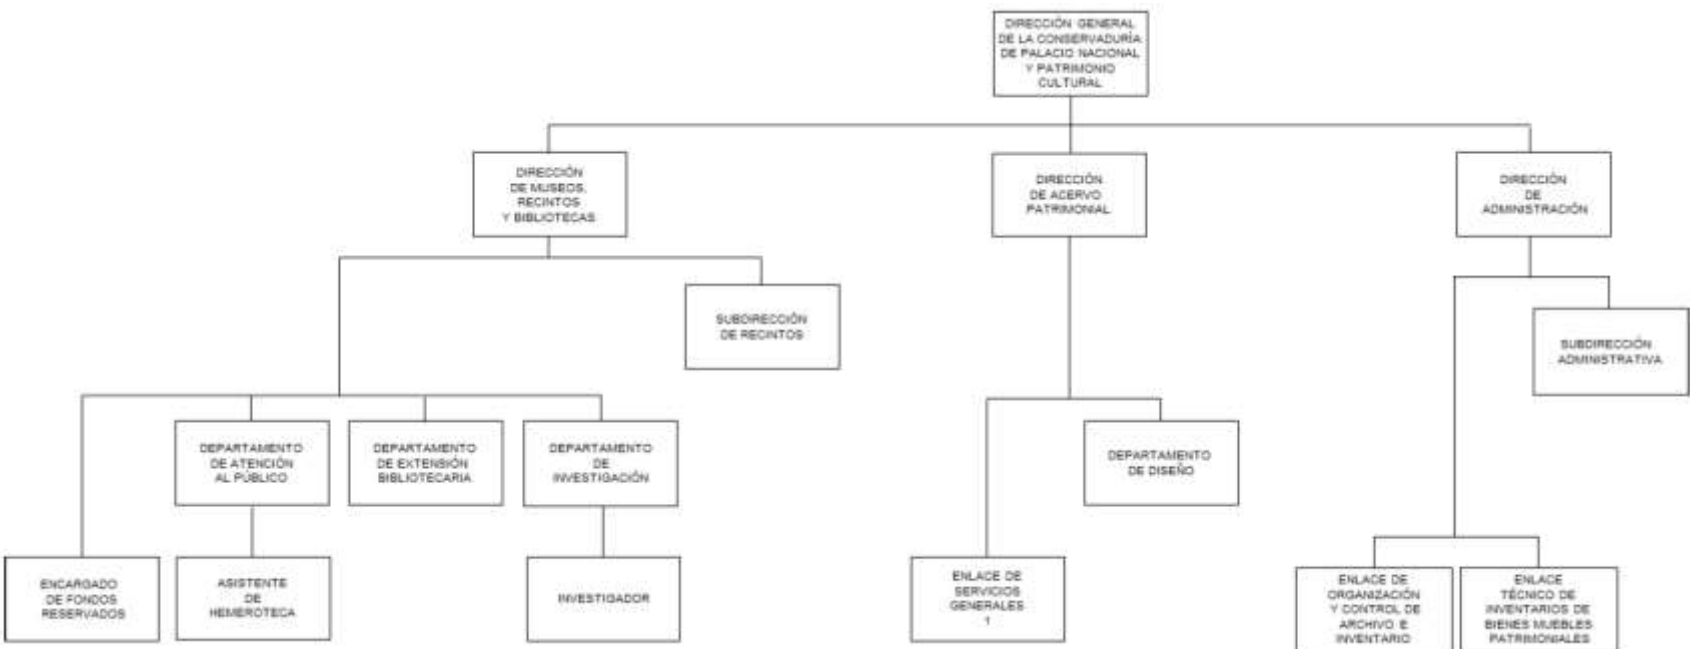 DIRECCIÓN GENERAL
DE LA CONSERVADURÍA
DE PALACIO NACIONAL
Y PATRIMONIO
CULTURAL
DIRECCIÓN
DE MUSEOS,
RECINTOS
Y BIBLIOTECAS
DIRECCIÓN
DE ACERVO
PATRIMONIAL
DIRECCIÓN
DE
ADMINISTRACIÓN
SUBDIRECCIÓN
DE RECINTOS
SUBDIRECCIÓN
ADMINISTRATIVA
DEPARTAMENTO
DE ATENCIÓN
AL PÚBLICO
DEPARTAMENTO
DE EXTENSIÓN
BIBLIOTECARIA
DEPARTAMENTO
DE
INVESTIGACIÓN
DEPARTAMENTO
DE DISEÑO
ENCARGADO
DE FONDOS
RESERVADOS
ASISTENTE
DE
HEMEROTECA
INVESTIGADOR
ENLACE DE
SERVICIOS
GENERALES
1
ENLACE DE
ORGANIZACIÓN
Y CONTROL DE
ARCHIVO E
INVENTARIO
ENLACE
TÉCNICO DE
INVENTARIOS DE
BIENES MUEBLES
PATRIMONIALES